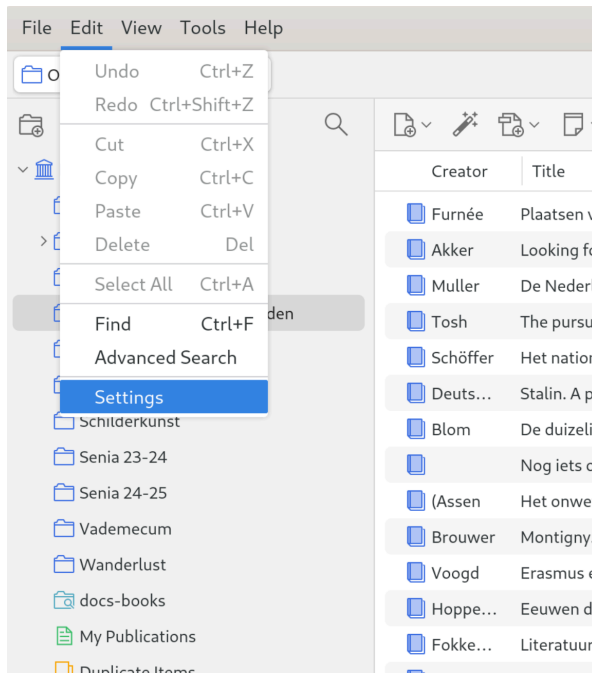 File Edit View Tools Help
Undo Ctrl+Z
Redo Ctrl+Shift+Z
Cut Ctrl+X
Copy Ctrl+C
Paste Ctrl+V
Delete Del
Select All Ctrl+A
Find Ctrl+F
Advanced Search
Settings
den
Schilderkunst
Senia 23-24
Senia 24-25
Vademecum
Wanderlust
docs-books
My Publications
Duplicate Items
Creator Title
Furnée Plaatsen v
Akker Looking fo
Muller De Nederl
Tosh The pursu
Schöffer Het nation
Deuts... Stalin. A p
Blom De duizeli
Nog iets o
(Assen Het onwe
Brouwer Montigny
Voogd Erasmus e
Hoppe... Eeuwen d
Fokke... Literatuur